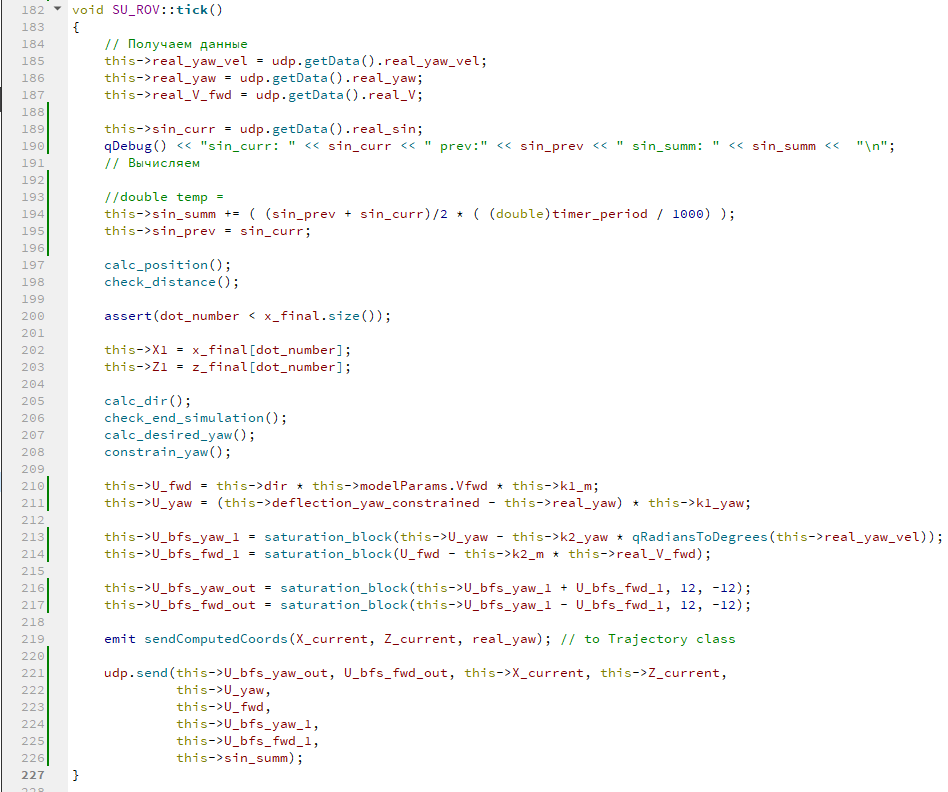 182 void SU_ROV::tick()
183 {
184 // Получаем данные
185 this->real_yaw_vel = udp.getData().real_yaw_vel;
186 this->real_yaw = udp.getData().real_yaw;
187 this->real_V_fwd = udp.getData().real_V;
188
189 this->sin_curr = udp.getData().real_sin;
190 qDebug() << "sin_curr: " << sin_curr << " prev:" << sin_prev << " sin_summ: " << sin_summ << "\n";
191 // Вычисляем
192
193 //double temp =
194 this->sin_summ += ( (sin_prev + sin_curr)/2 * ( (double)timer_period / 1000) );
195 this->sin_prev = sin_curr;
196
197 calc_position();
198 check_distance();
199
200 assert(dot_number < x_final.size());
201
202 this->X1 = x_final[dot_number];
203 this->Z1 = z_final[dot_number];
204
205 calc_dir();
206 check_end_simulation();
207 calc_desired_yaw();
208 constrain_yaw();
209
210 this->U_fwd = this->dir * this->modelParams.Vfwd * this->k1_m;
211 this->U_yaw = (this->deflection_yaw_constrained - this->real_yaw) * this->k1_yaw;
212
213 this->U_bfs_yaw_1 = saturation_block(this->U_yaw - this->k2_yaw * qRadiansToDegrees(this->real_yaw_vel));
214 this->U_bfs_fwd_1 = saturation_block(U_fwd - this->k2_m * this->real_V_fwd);
215
216 this->U_bfs_yaw_out = saturation_block(this->U_bfs_yaw_1 + U_bfs_fwd_1, 12, -12);
217 this->U_bfs_fwd_out = saturation_block(this->U_bfs_yaw_1 - U_bfs_fwd_1, 12, -12);
218
219 emit sendComputedCoords(X_current, Z_current, real_yaw); // to Trajectory class
220
221 udp.send(this->U_bfs_yaw_out, U_bfs_fwd_out, this->X_current, this->Z_current,
222 this->U_yaw,
223 this->U_fwd,
224 this->U_bfs_yaw_1,
225 this->U_bfs_fwd_1,
226 this->sin_summ);
227 }
228